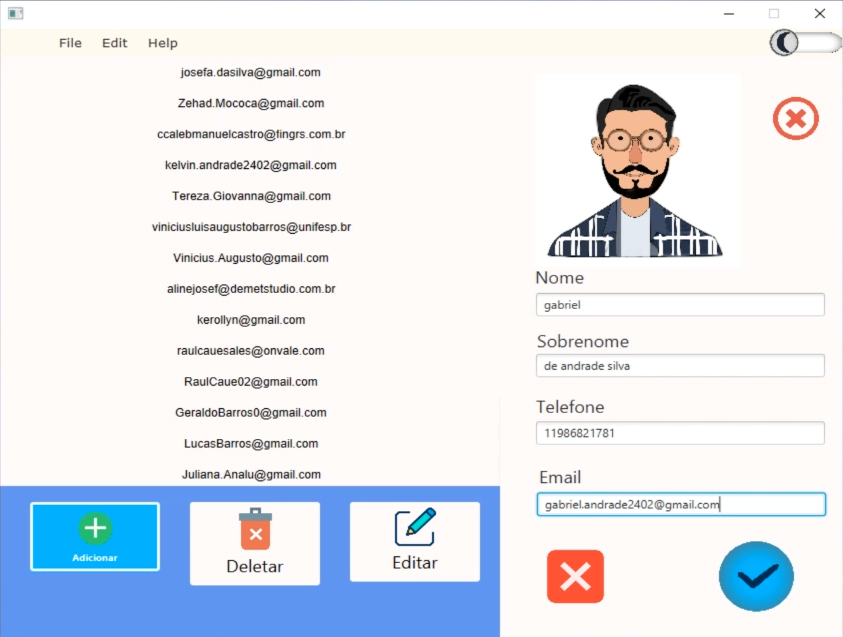 File Edit Help
josefa.dasilva@gmail.com
Zehad.Mococa@gmail.com
ccalebmanuelcastro@fingrs.com.br
kelvin.andrade2402@gmail.com
Tereza.Giovanna@gmail.com
viniciusluisaugustobarros@unifesp.br
Vinicius.Augusto@gmail.com
alinejosef@demetstudio.com.br
kerollyn@gmail.com
raulcauesales@onvale.com
RaulCaue02@gmail.com
GeraldoBarros0@gmail.com
LucasBarros@gmail.com
Juliana.Analu@gmail.com
Adicionar
Deletar
Editar
Nome
gabriel
Sobrenome
de andrade silva
Telefone
11986821781
Email
gabriel.andrade2402@gmail.com